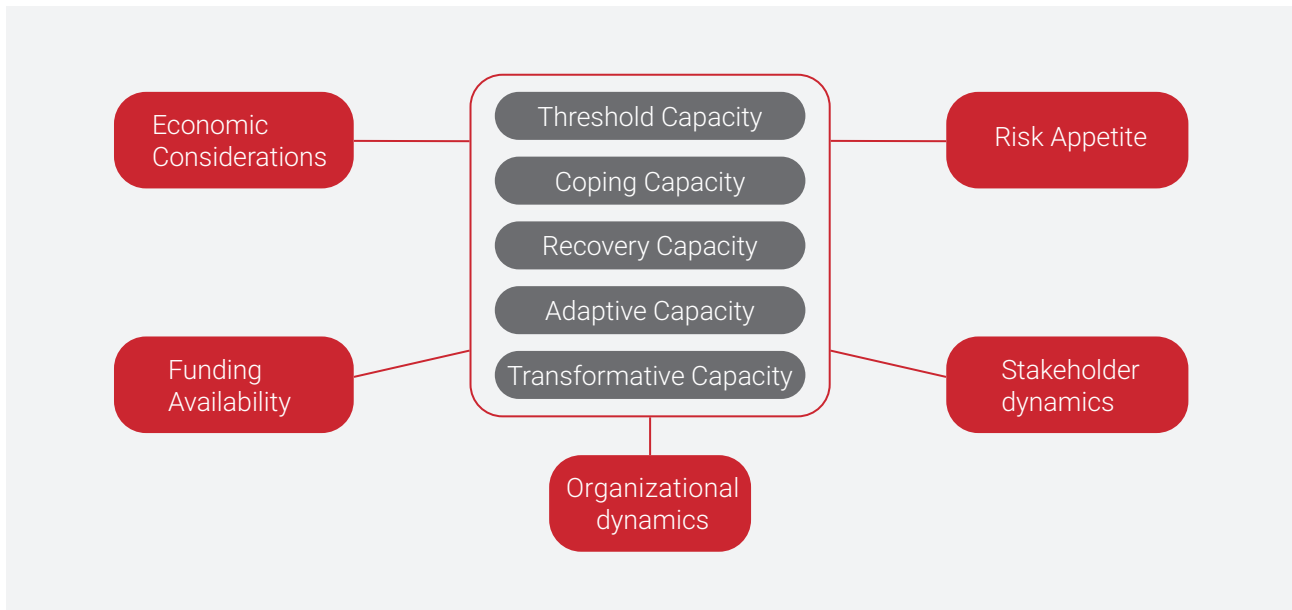 Economic
Considerations
Threshold Capacity
Coping Capacity
Recovery Capacity
Adaptive Capacity
Transformative Capacity
Risk Appetite
Funding
Availability
Stakeholder
dynamics
Organizational
dynamics